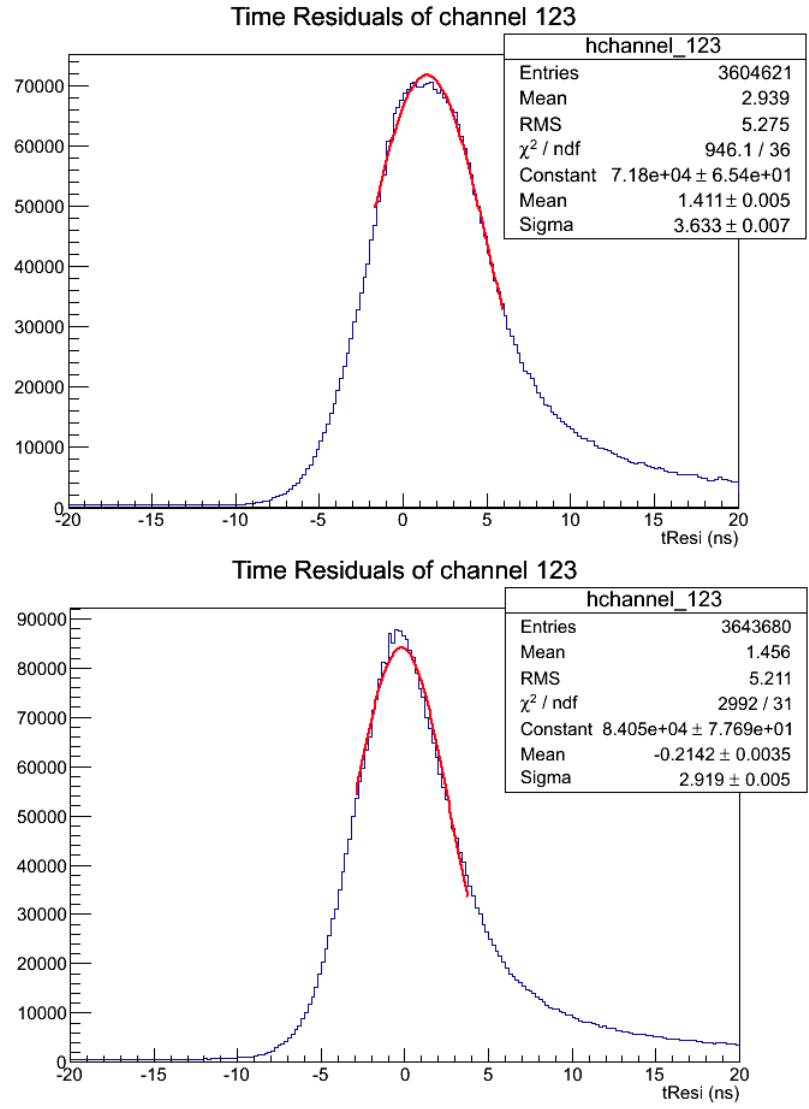 Time Residuals of channel 123
hchannel_123
Entries 3604621
Mean 2.939
RMS 5.275
χ² / ndf 946.1 / 36
Constant 7.18e+04 ± 6.54e+01
Mean 1.411 ± 0.005
Sigma 3.633 ± 0.007
70000
60000
50000
40000
30000
20000
10000
0
-20 -15 -10 -5 0 5 10 15 20
tResi (ns)
Time Residuals of channel 123
hchannel_123
Entries 3643680
Mean 1.456
RMS 5.211
χ² / ndf 2992 / 31
Constant 8.405e+04 ± 7.769e+01
Mean -0.2142 ± 0.0035
Sigma 2.919 ± 0.005
90000
80000
70000
60000
50000
40000
30000
20000
10000
0
-20 -15 -10 -5 0 5 10 15 20
tResi (ns)